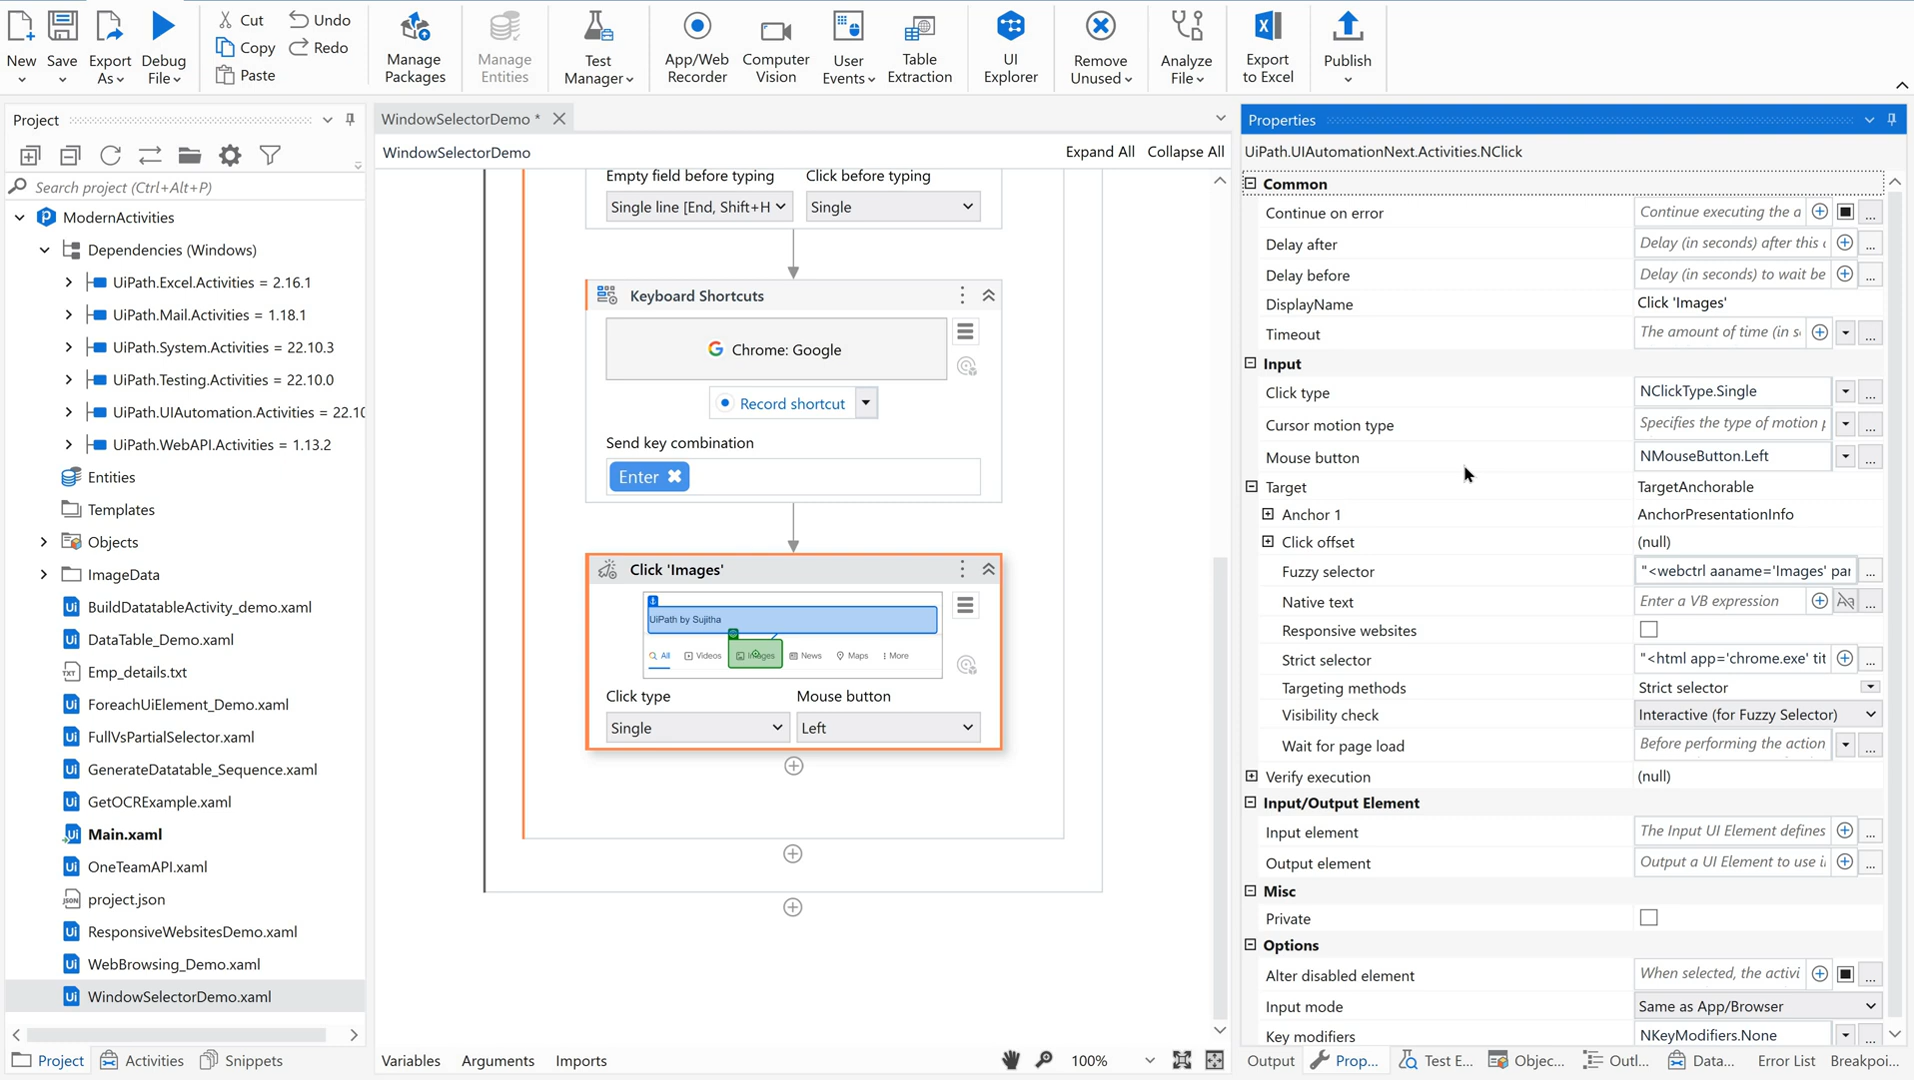 New
Save
Export As
Debug File
Cut
Copy
Paste
Undo
Redo
Manage Packages
Manage Entities
Test Manager
App/Web Recorder
Computer Vision
User Events
Table Extraction
UI Explorer
Remove Unused
Analyze File
Export to Excel
Publish
Project
Search project (Ctrl+Alt+P)
ModernActivities
Dependencies (Windows)
UiPath.Excel.Activities = 2.16.1
UiPath.Mail.Activities = 1.18.1
UiPath.System.Activities = 22.10.3
UiPath.Testing.Activities = 22.10.0
UiPath.UIAutomation.Activities = 22.10
UiPath.WebAPI.Activities = 1.13.2
Entities
Templates
Objects
ImageData
BuildDatatableActivity_demo.xaml
DataTable_Demo.xaml
Emp_details.txt
ForeachUiElement_Demo.xaml
FullVsPartialSelector.xaml
GenerateDatatable_Sequence.xaml
GetOCRExample.xaml
Main.xaml
OneTeamAPI.xaml
project.json
ResponsiveWebsitesDemo.xaml
WebBrowsing_Demo.xaml
WindowSelectorDemo.xaml
Project
Activities
Snippets
WindowSelectorDemo *
WindowSelectorDemo
Expand All
Collapse All
Empty field before typing
Click before typing
Single line [End, Shift+H
Single
Keyboard Shortcuts
Chrome: Google
Record shortcut
Send key combination
Enter
Click 'Images'
UiPath by Sujitha
All
Videos
Images
News
Maps
More
Click type
Mouse button
Single
Left
Variables
Arguments
Imports
100%
Properties
UiPath.UIAutomationNext.Activities.NClick
Common
Continue on error
Continue executing the a
Delay after
Delay (in seconds) after this
Delay before
Delay (in seconds) to wait be
DisplayName
Click 'Images'
Timeout
The amount of time (in s
Input
Click type
NClickType.Single
Cursor motion type
Specifies the type of motion
Mouse button
NMouseButton.Left
Target
TargetAnchorable
Anchor 1
AnchorPresentationInfo
Click offset
(null)
Fuzzy selector
"<webctrl aaname='Images' par
Native text
Enter a VB expression
Responsive websites
Strict selector
"<html app='chrome.exe' tit
Targeting methods
Strict selector
Visibility check
Interactive (for Fuzzy Selector)
Wait for page load
Before performing the action
Verify execution
(null)
Input/Output Element
Input element
The Input UI Element defines
Output element
Output a UI Element to use i
Misc
Private
Options
Alter disabled element
When selected, the activi
Input mode
Same as App/Browser
Key modifiers
NKeyModifiers.None
Output
Prop...
Test E...
Objec...
Outl...
Data...
Error List
Breakpoi...